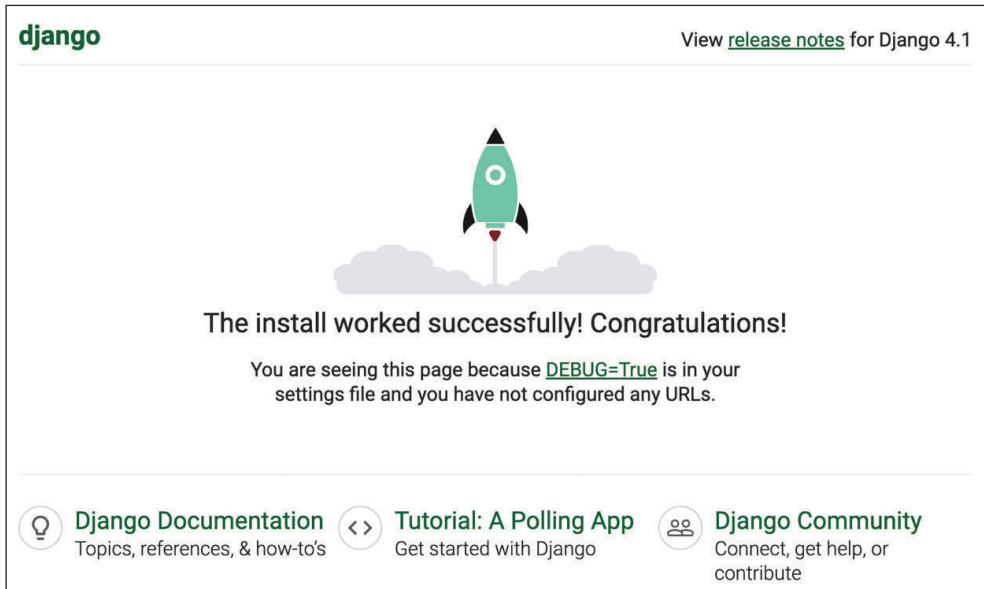 django
View release notes for Django 4.1
The install worked successfully! Congratulations!
You are seeing this page because DEBUG=True is in your
settings file and you have not configured any URLs.
Django Documentation
Topics, references, & how-to's
Tutorial: A Polling App
Get started with Django
Django Community
Connect, get help, or
contribute